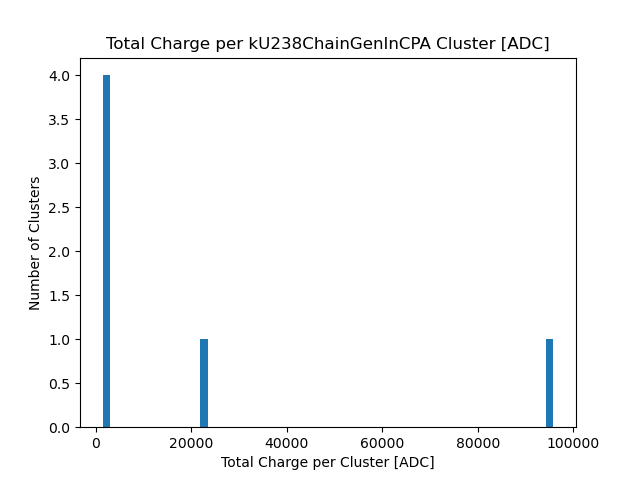 Total Charge per kU238ChainGenInCPA Cluster [ADC]
4.0
3.5
3.0
2.5
2.0
1.5
1.0
0.5
0.0
Number of Clusters
0 20000 40000 60000 80000 100000
Total Charge per Cluster [ADC]